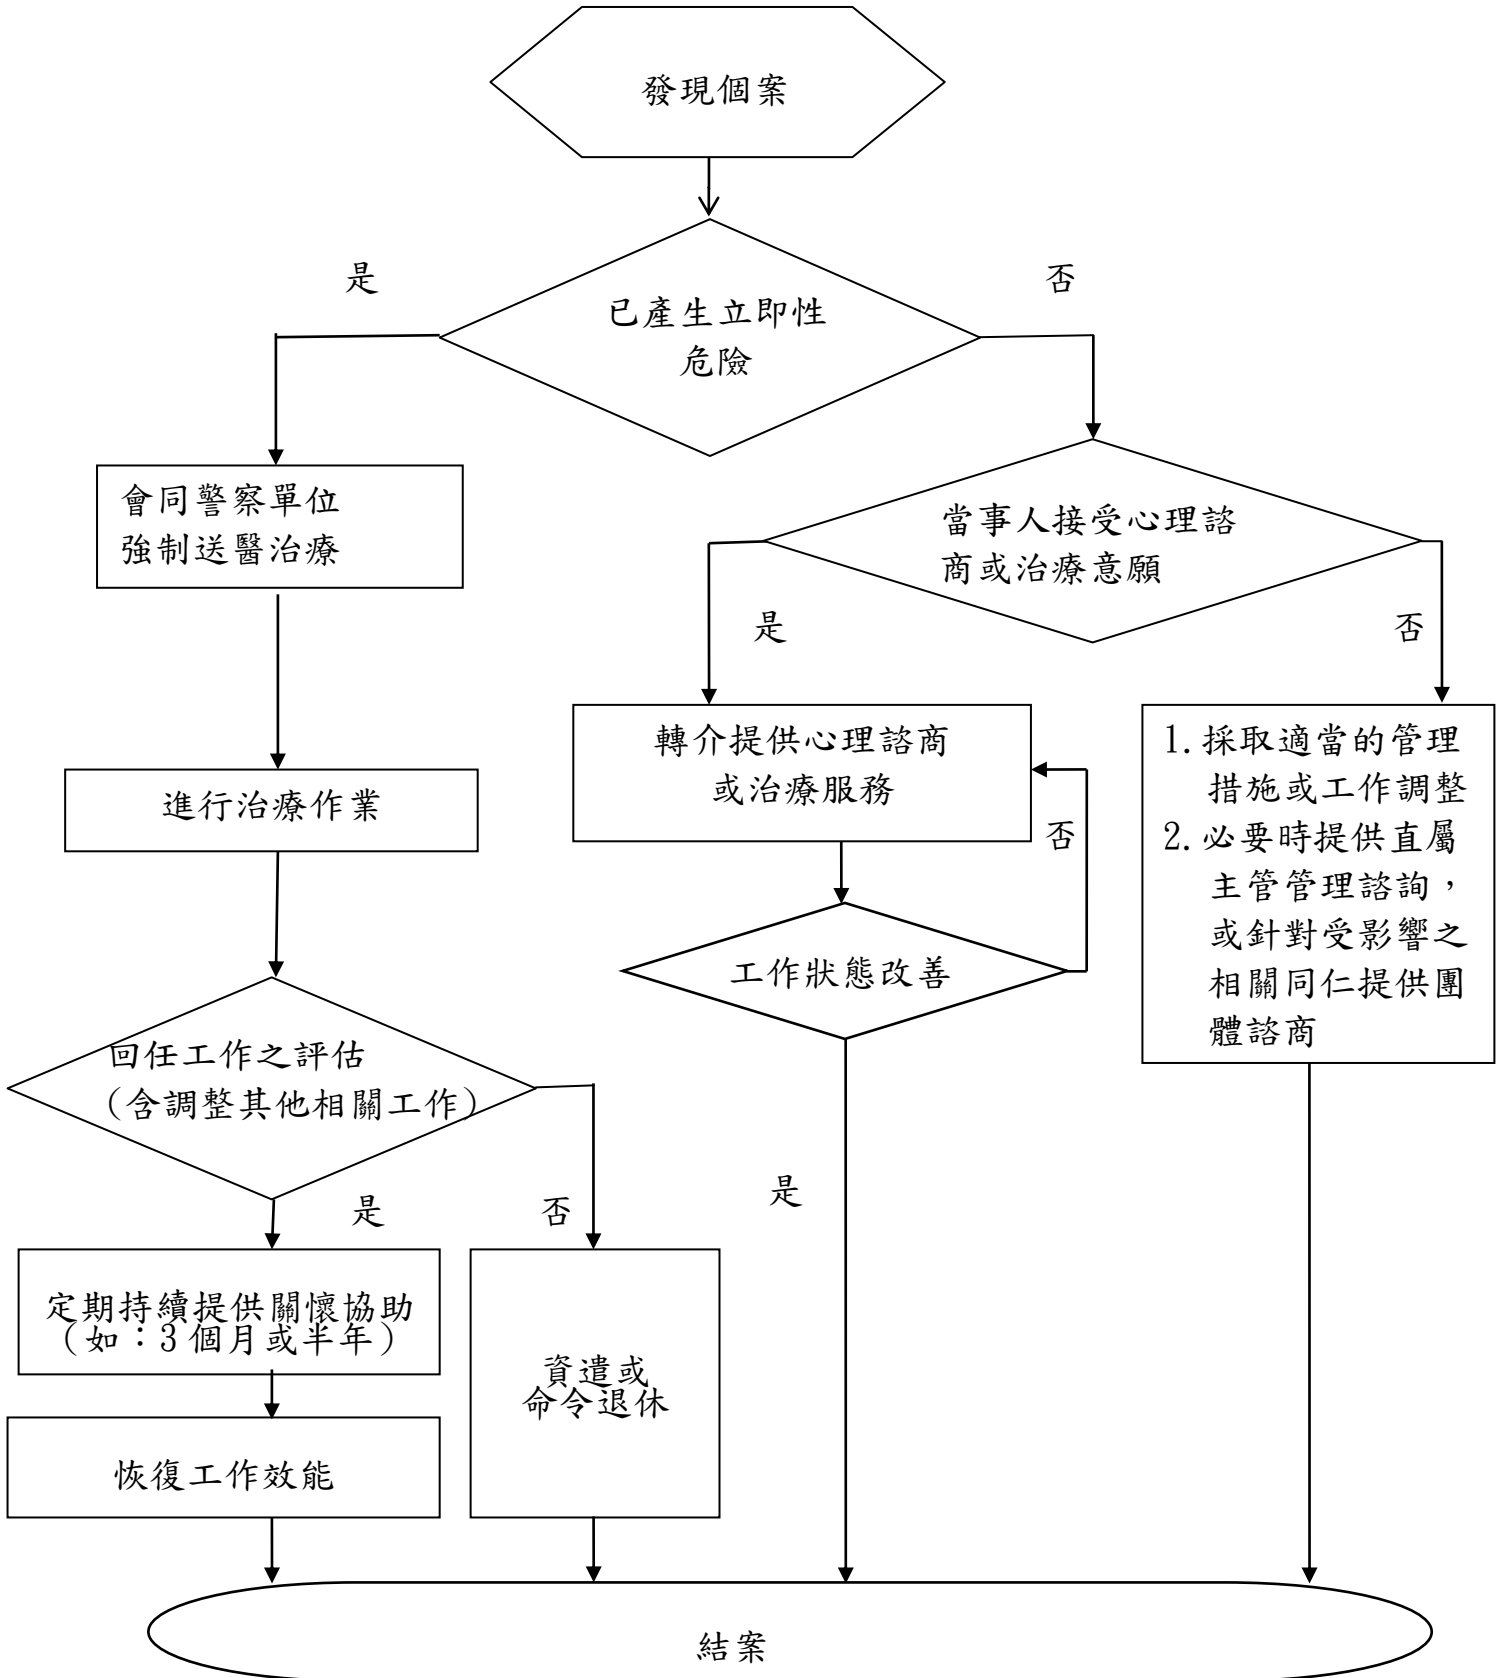 發現個案
是
否
已產生立即性
危險
會同警察單位
強制送醫治療
當事人接受心理諮
商或治療意願
是
否
轉介提供心理諮商
或治療服務
否
1.採取適當的管理
措施或工作調整
2.必要時提供直屬
主管管理諮詢，
或針對受影響之
相關同仁提供團
體諮商
進行治療作業
工作狀態改善
回任工作之評估
（含調整其他相關工作）
是
否
是
定期持續提供關懷協助
（如：3個月或半年）
資遣或
命令退休
恢復工作效能
結案